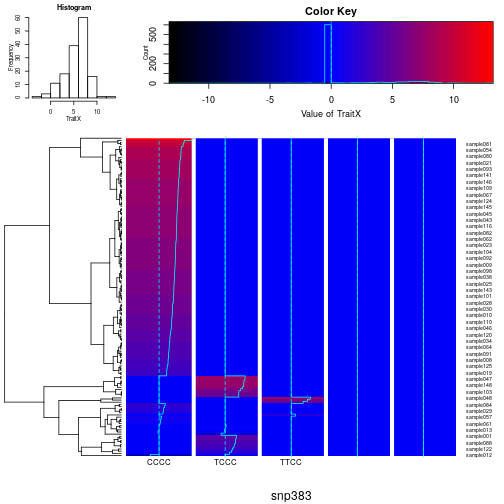 Histogram
Frequency
0 10 20 30 40 50 60
0 5 10
TraitX
Color Key
Count
0 200 500
-10 -5 0 5 10
Value of TraitX
sample081
sample054
sample080
sample021
sample093
sample141
sample146
sample109
sample067
sample124
sample145
sample045
sample043
sample116
sample082
sample062
sample023
sample104
sample092
sample009
sample098
sample038
sample025
sample143
sample101
sample028
sample030
sample010
sample110
sample046
sample120
sample034
sample064
sample091
sample008
sample125
sample019
sample047
sample148
sample103
sample048
sample084
sample029
sample057
sample061
sample013
sample001
sample088
sample122
sample012
CCCC TCCC TTCC
snp383